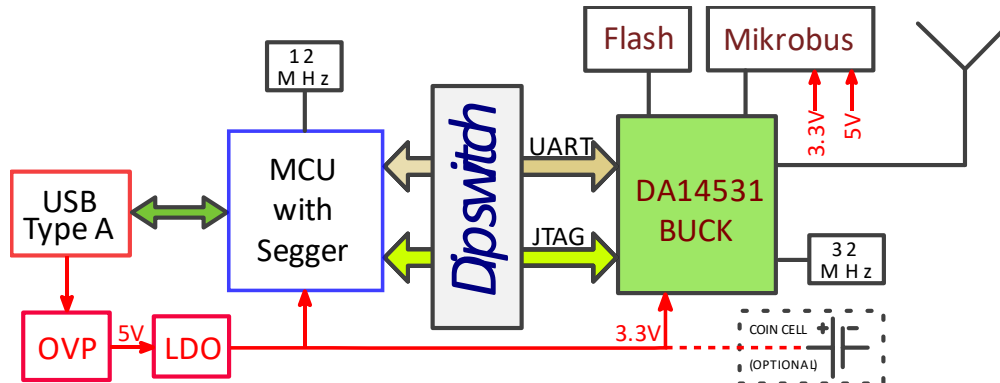 12
MHz
Flash
Mikrobus
3.3V
5V
USB
Type A
MCU
with
Segger
Dipswitch
UART
JTAG
DA14531
BUCK
32
MHz
OVP
5V
LDO
3.3V
COIN CELL
+ −
(OPTIONAL)